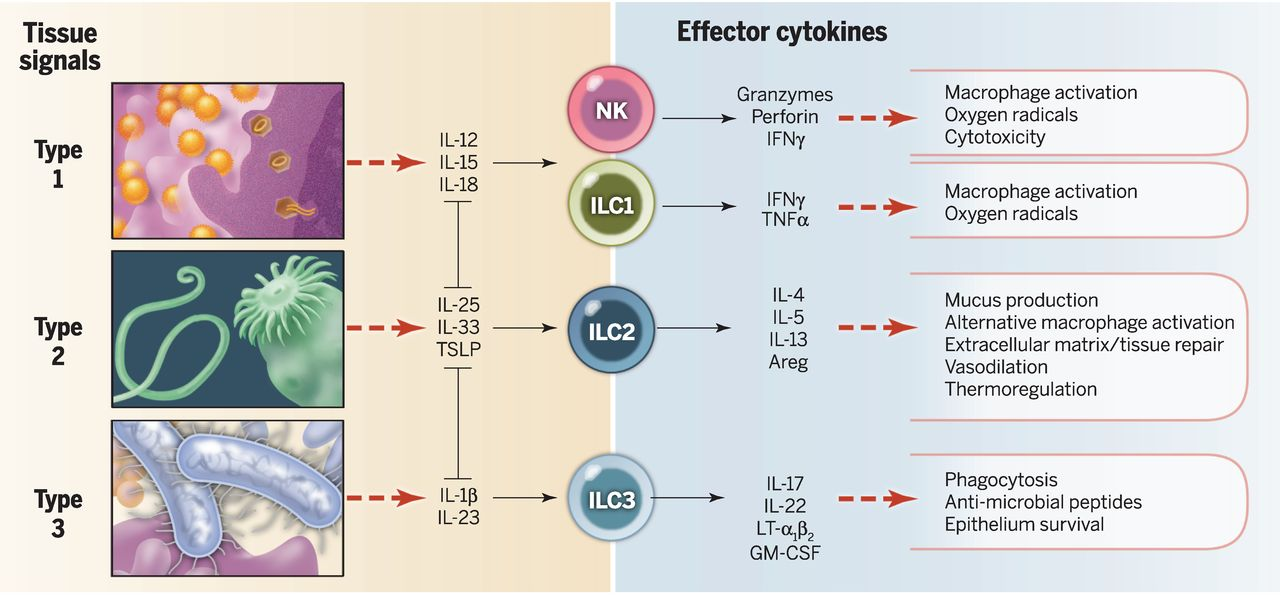 Tissue
signals
Effector cytokines
Type
1
IL-12
IL-15
IL-18
NK
Granzymes
Perforin
IFNγ
Macrophage activation
Oxygen radicals
Cytotoxicity
ILC1
IFNγ
TNFα
Macrophage activation
Oxygen radicals
Type
2
IL-25
IL-33
TSLP
ILC2
IL-4
IL-5
IL-13
Areg
Mucus production
Alternative macrophage activation
Extracellular matrix/tissue repair
Vasodilation
Thermoregulation
Type
3
IL-1β
IL-23
ILC3
IL-17
IL-22
LT-α₁β₂
GM-CSF
Phagocytosis
Anti-microbial peptides
Epithelium survival